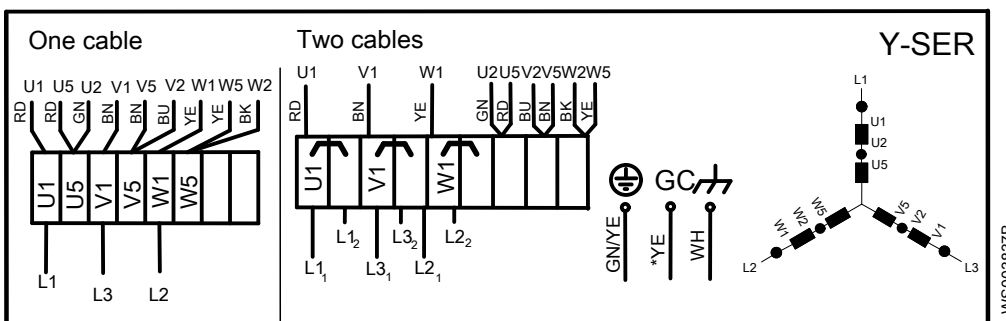 One cable
Two cables
Y-SER
U1 U5 U2 V1 V5 V2 W1 W5 W2
RD RD GN BN BN BU YE YE BK
U1 U5 V1 V5 W1 W5
L1 L3 L2
U1 V1 W1 U2 U5 V2 V5 W2 W5
RD BN YE GN RD BU BN BK YE
U1 V1 W1
L1₂ L3₂ L2₂
L1₁ L3₁ L2₁
GC
GN/YE *YE WH
L1
U1
U2
U5
W1 W2 W5
V5 V2 V1
L2 L3